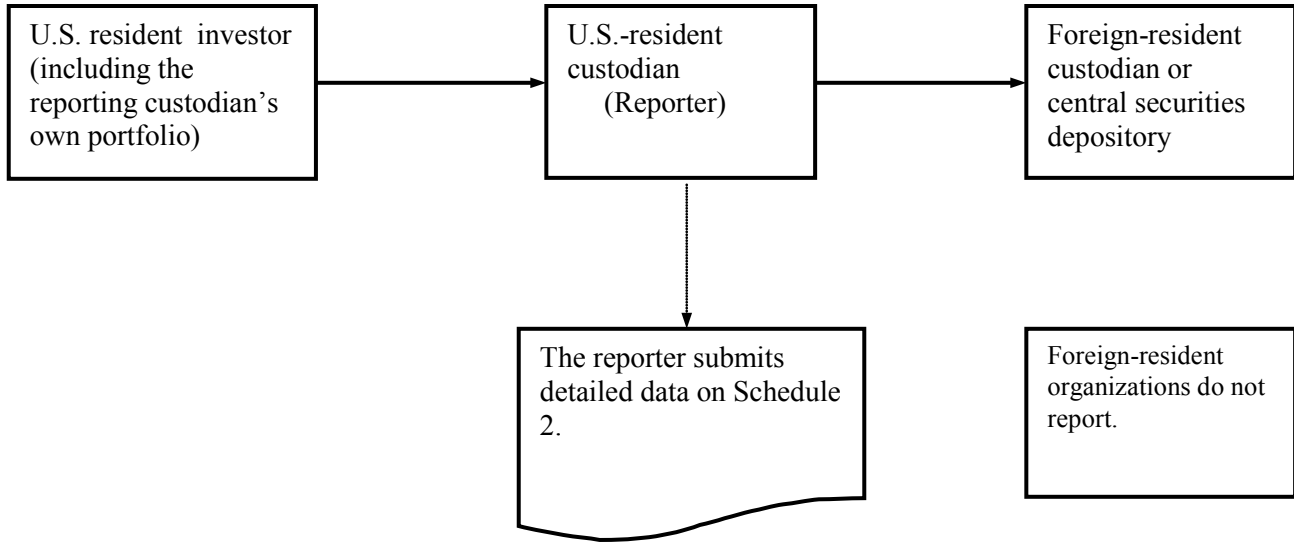 U.S. resident  investor
(including the
reporting custodian’s
own portfolio)
U.S.-resident
custodian
(Reporter)
Foreign-resident
custodian or
central securities
depository
The reporter submits
detailed data on Schedule
2.
Foreign-resident
organizations do not
report.